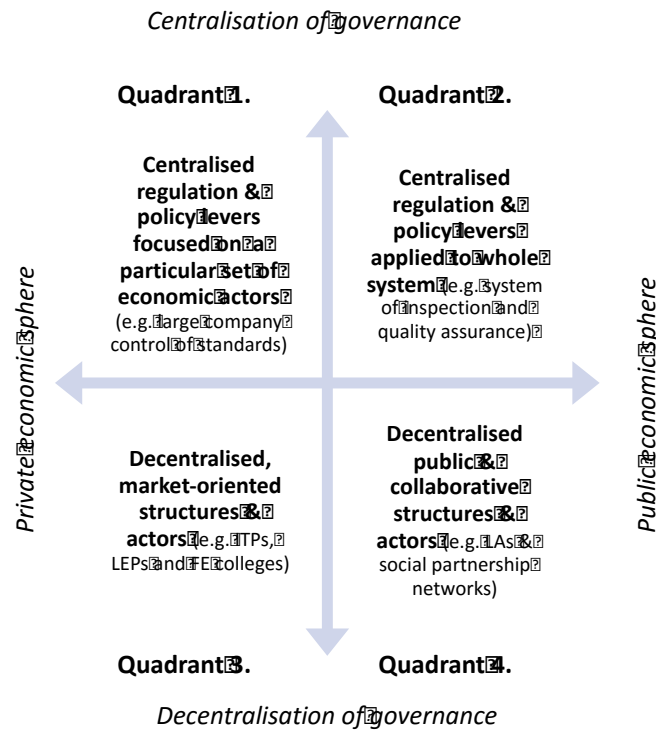 Centralisation of governance
Quadrant 1.
Quadrant 2.
Centralised
regulation &
policy levers
focused on a
particular set of
economic actors
(e.g. large company
control of standards)
Centralised
regulation &
policy levers
applied to whole
system (e.g. system
of inspection and
quality assurance)
Private economic sphere
Public economic sphere
Decentralised,
market-oriented
structures &
actors (e.g. ITPs,
LEPs and FE colleges)
Decentralised
public &
collaborative
structures &
actors (e.g. LAs &
social partnership
networks)
Quadrant 3.
Quadrant 4.
Decentralisation of governance